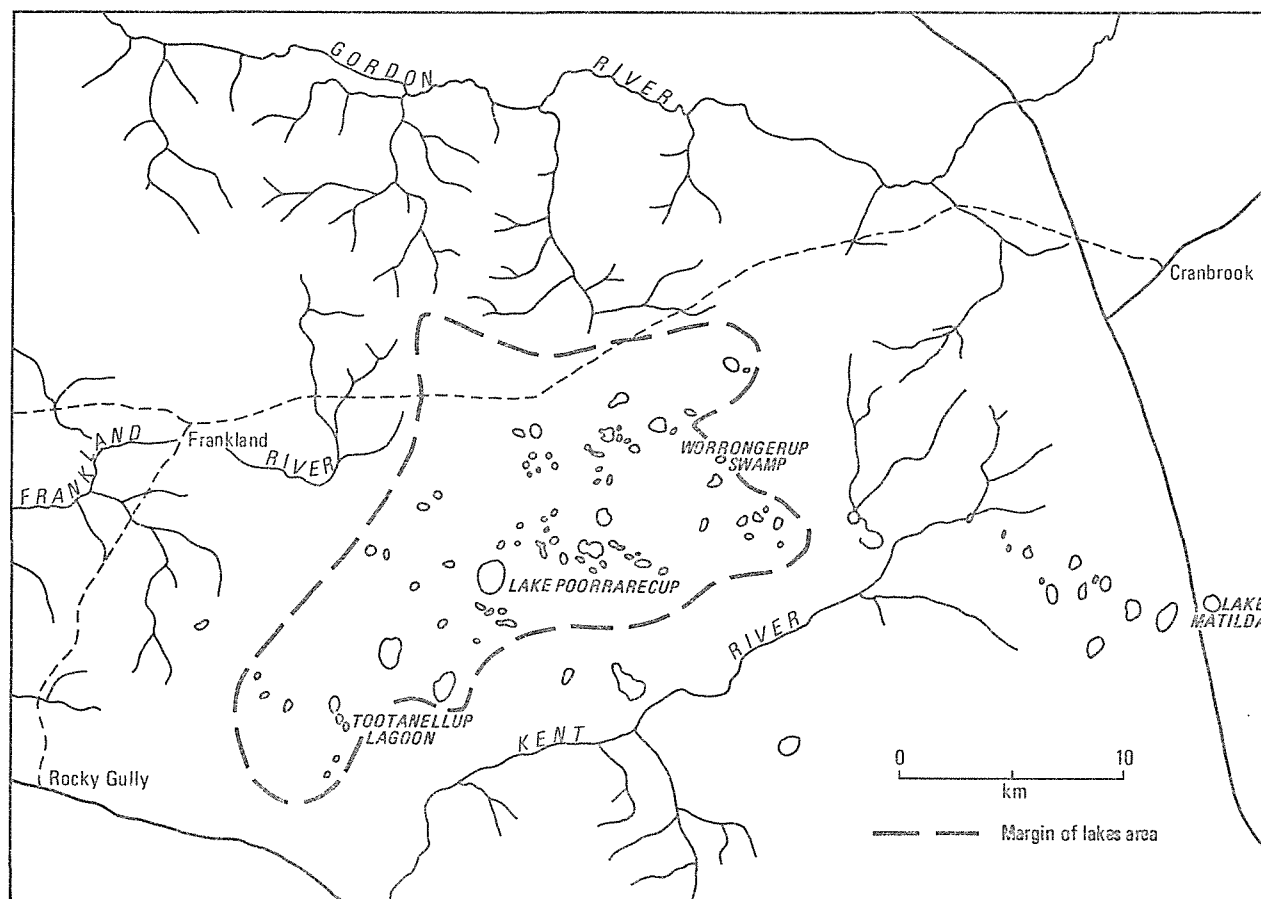 GORDON RIVER
Cranbrook
Frankland
FRANKLAND RIVER
WORRONGERUP
SWAMP
LAKE POORRARECUP
LAKE
MATILDA
RIVER
KENT
TOOTANELLUP
LAGOON
Rocky Gully
0 10
km
Margin of lakes area